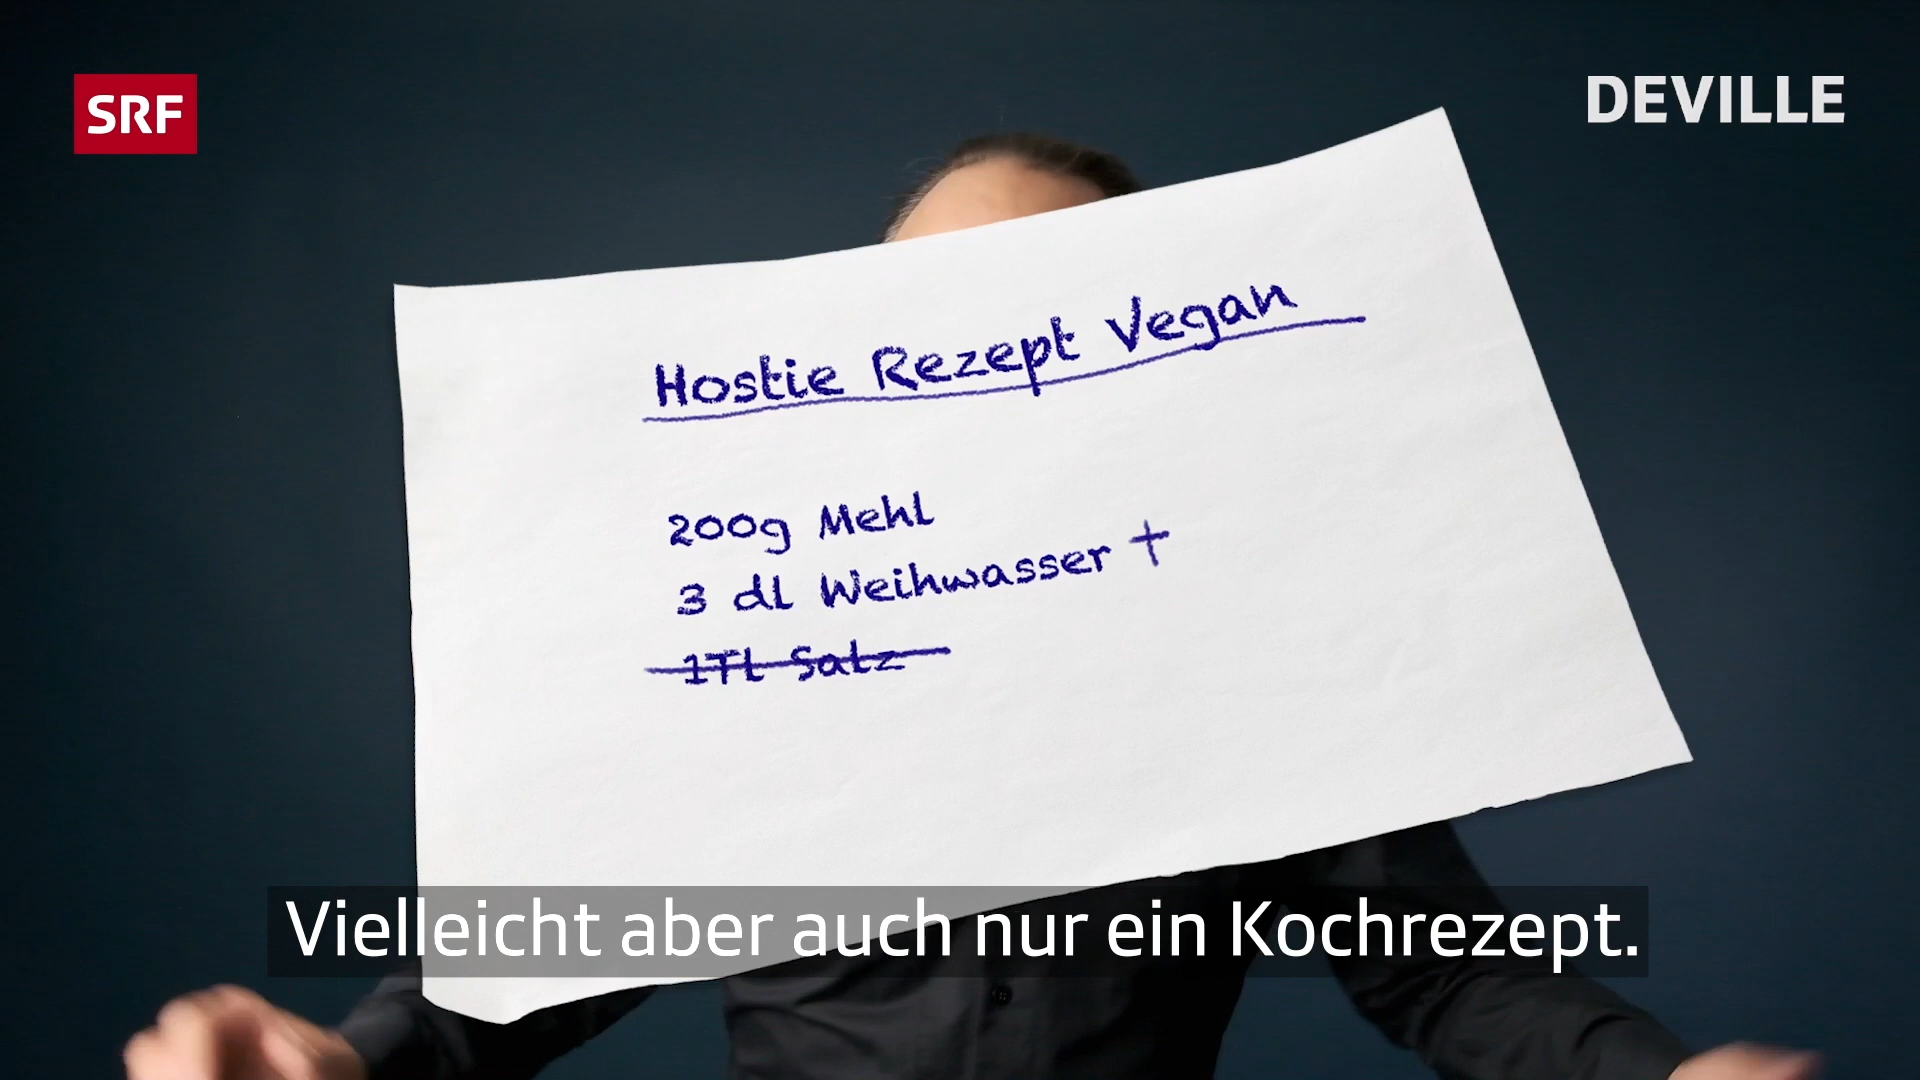 SRF
DEVILLE
Hostie Rezept Vegan
200g Mehl
3 dl Weihwasser †
1TL Salz
Vielleicht aber auch nur ein Kochrezept.